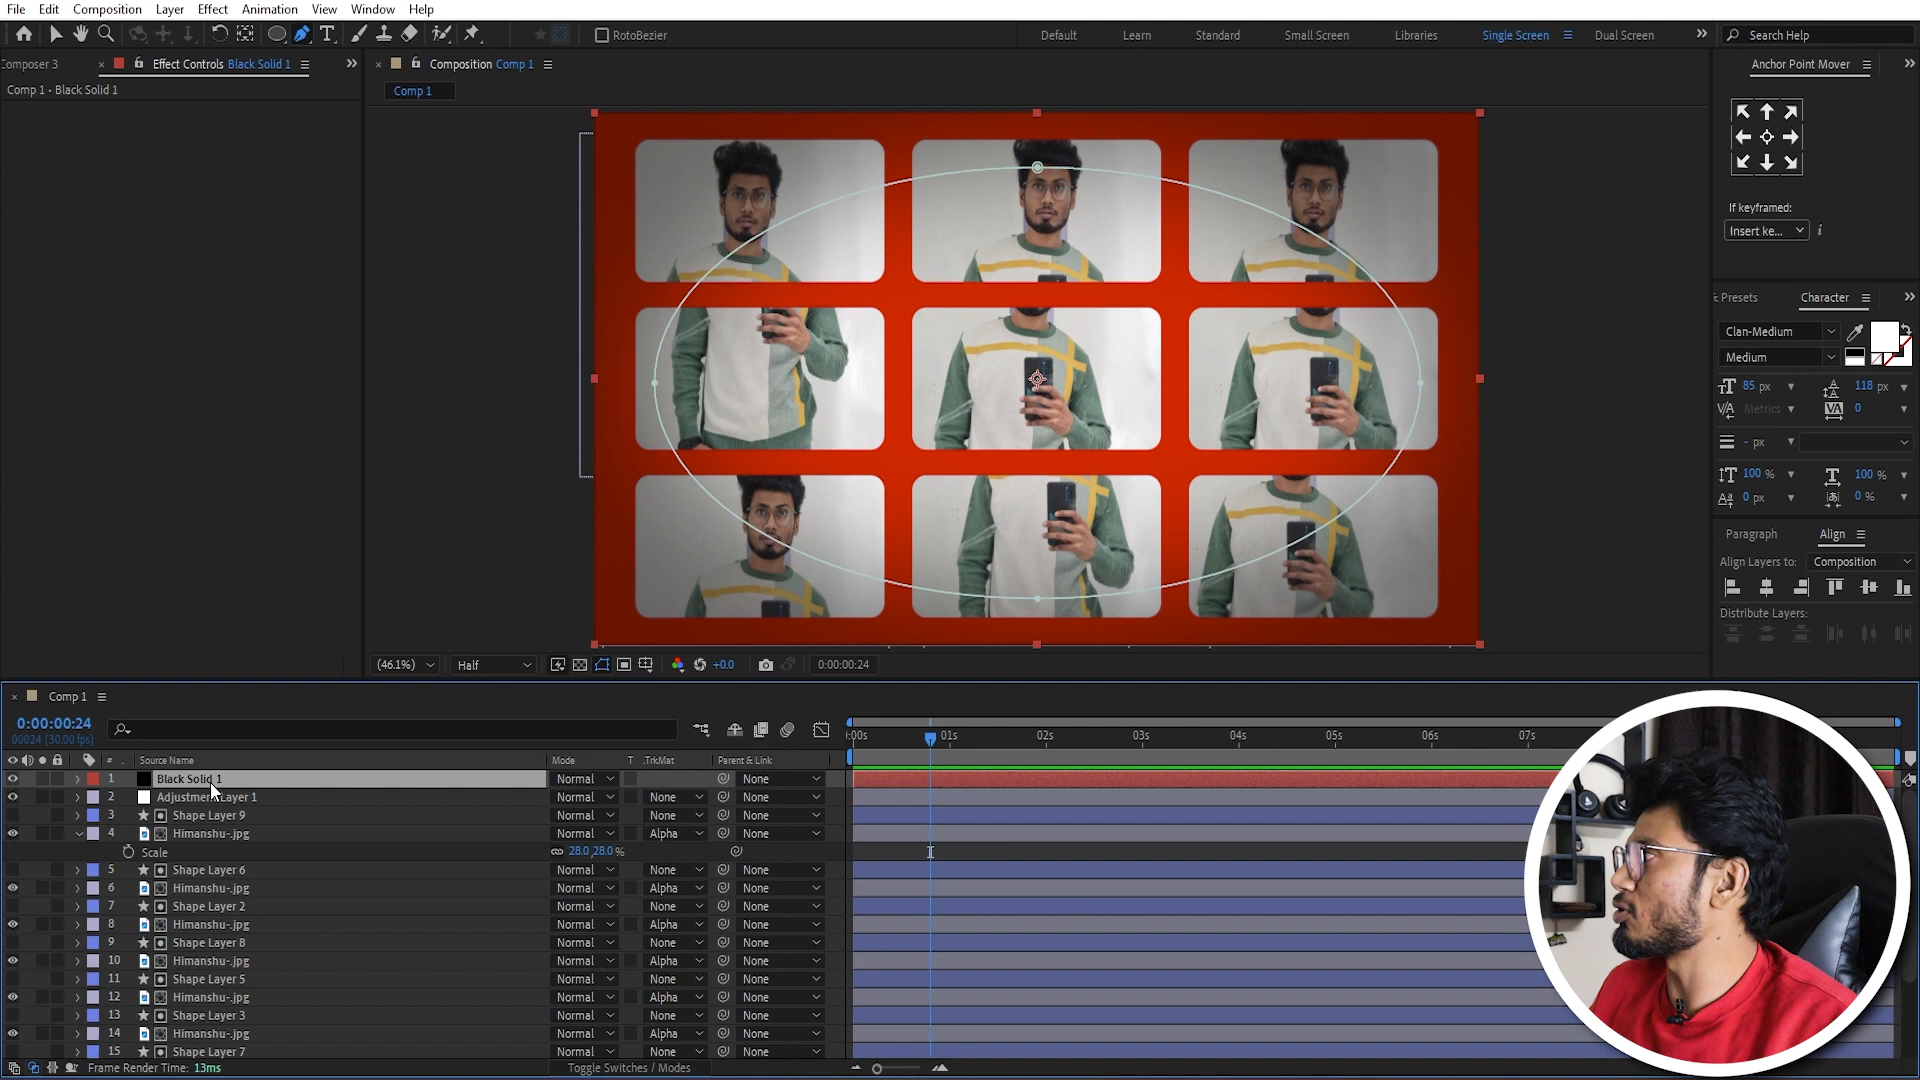 File Edit Composition Layer Effect Animation View Window Help
RotoBezier
Default Learn Standard Small Screen Libraries Single Screen Dual Screen
Search Help
Composer 3
Effect Controls Black Solid 1
Comp 1 • Black Solid 1
Composition Comp 1
Comp 1
Anchor Point Mover
If keyframed:
Insert ke...
i
Presets Character
Clan-Medium
Medium
85 px 118 px
Metrics 0
- px
100 % 100 %
0 px 0 %
Paragraph Align
Align Layers to: Composition
Distribute Layers:
(46.1%) Half +0.0 0:00:00:24
Comp 1
0:00:00:24
00024 (30.00 fps)
:00s 01s 02s 03s 04s 05s 06s 07s
# Source Name Mode T .TrkMat Parent & Link
1 Black Solid 1 Normal None
2 Adjustment Layer 1 Normal None None
3 Shape Layer 9 Normal None None
4 Himanshu-.jpg Normal Alpha None
Scale 28.0,28.0 %
5 Shape Layer 6 Normal None None
6 Himanshu-.jpg Normal Alpha None
7 Shape Layer 2 Normal None None
8 Himanshu-.jpg Normal Alpha None
9 Shape Layer 8 Normal None None
10 Himanshu-.jpg Normal Alpha None
11 Shape Layer 5 Normal None None
12 Himanshu-.jpg Normal Alpha None
13 Shape Layer 3 Normal None None
14 Himanshu-.jpg Normal Alpha None
15 Shape Layer 7 Normal None None
Frame Render Time: 13ms
Toggle Switches / Modes